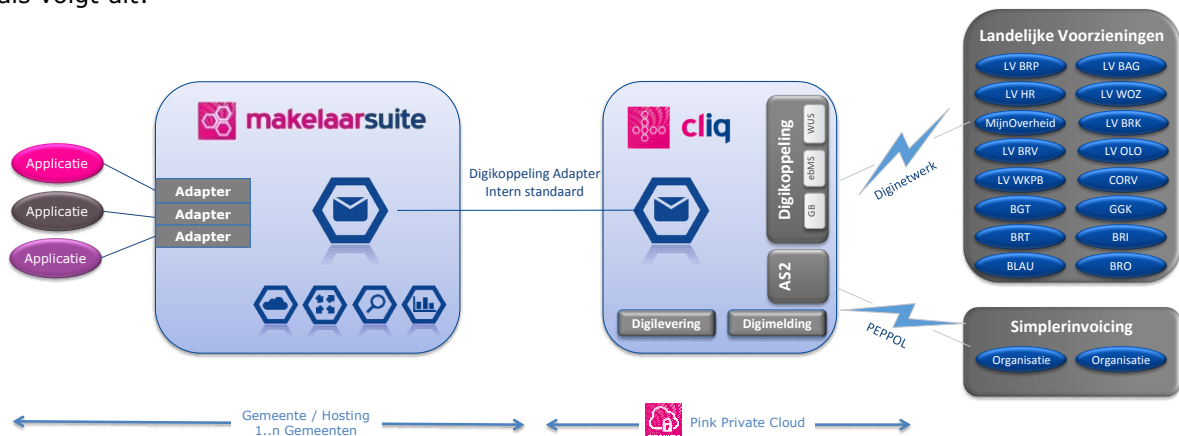 als volgt uit:
Landelijke Voorzieningen
LV BRP
LV BAG
LV HR
LV WOZ
MijnOverheid
LV BRK
LV BRV
LV OLO
LV WKPB
CORV
BGT
GGK
BRT
BRI
BLAU
BRO
makelaarsuite
cliq
Applicatie
Applicatie
Applicatie
Adapter
Adapter
Adapter
Digikoppeling Adapter
Intern standaard
Digikoppeling
WUS
ebMS
GB
AS2
Digilevering
Digimelding
Diginetwerk
PEPPOL
Simplerinvoicing
Organisatie
Organisatie
Gemeente / Hosting
1..n Gemeenten
Pink Private Cloud